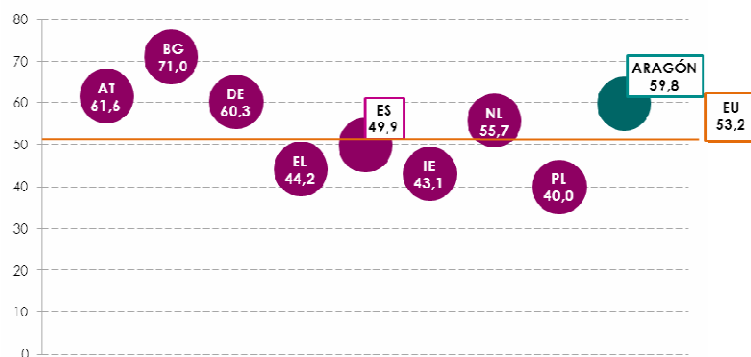 80
70
60
50
40
30
20
10
0
AT
61,6
BG
71,0
DE
60,3
EL
44,2
ES
49,9
IE
43,1
NL
55,7
PL
40,0
ARAGÓN
59,8
EU
53,2